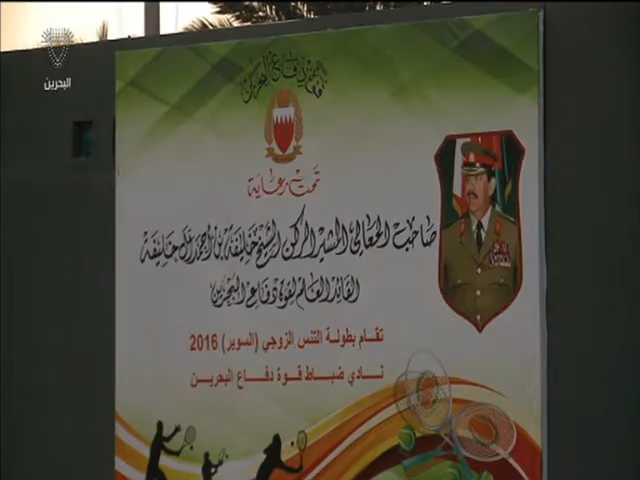 البحرين
قوة دفاع البحرين
تحت رعاية
صاحب المعالي المشير الركن الشيخ خليفة بن أحمد آل خليفة
القائد العام لقوة دفاع البحرين
تقام بطولة التنس الزوجي (السوبر) 2016
نادي ضباط قوة دفاع البحرين